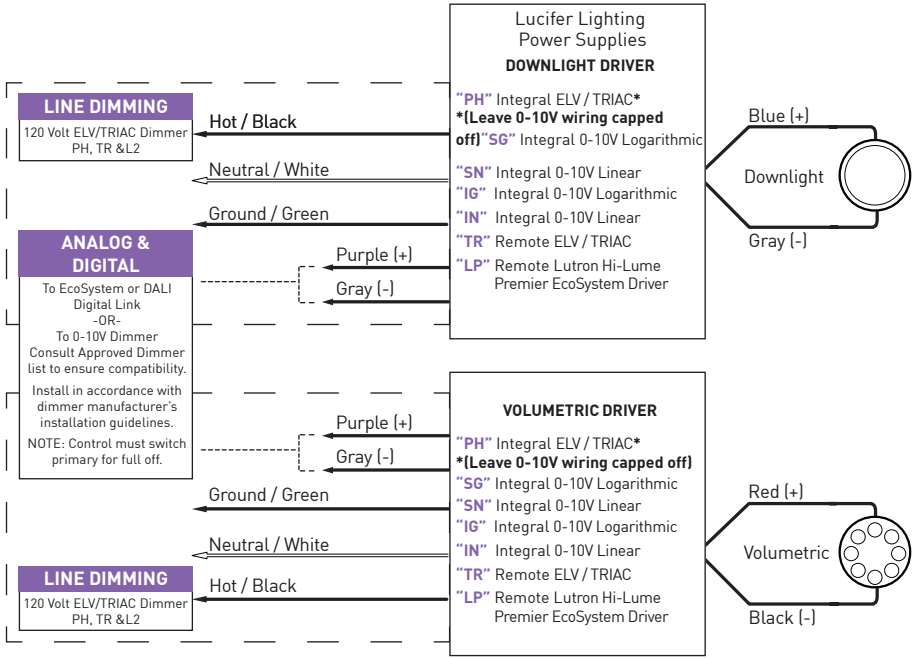 Lucifer Lighting
Power Supplies
DOWNLIGHT DRIVER
LINE DIMMING
120 Volt ELV/TRIAC Dimmer
PH, TR &L2
Hot / Black
Neutral / White
Ground / Green
Purple (+)
Gray (-)
"PH" Integral ELV / TRIAC*
*(Leave 0-10V wiring capped
off)"SG" Integral 0-10V Logarithmic
"SN" Integral 0-10V Linear
"IG" Integral 0-10V Logarithmic
"IN" Integral 0-10V Linear
"TR" Remote ELV / TRIAC
"LP" Remote Lutron Hi-Lume
Premier EcoSystem Driver
Blue (+)
Downlight
Gray (-)
ANALOG &
DIGITAL
To EcoSystem or DALI
Digital Link
-OR-
To 0-10V Dimmer
Consult Approved Dimmer
list to ensure compatibility.
Install in accordance with
dimmer manufacturer's
installation guidelines.
NOTE: Control must switch
primary for full off.
VOLUMETRIC DRIVER
Purple (+)
Gray (-)
Ground / Green
Neutral / White
Hot / Black
LINE DIMMING
120 Volt ELV/TRIAC Dimmer
PH, TR &L2
"PH" Integral ELV / TRIAC*
*(Leave 0-10V wiring capped off)
"SG" Integral 0-10V Logarithmic
"SN" Integral 0-10V Linear
"IG" Integral 0-10V Logarithmic
"IN" Integral 0-10V Linear
"TR" Remote ELV / TRIAC
"LP" Remote Lutron Hi-Lume
Premier EcoSystem Driver
Red (+)
Volumetric
Black (-)